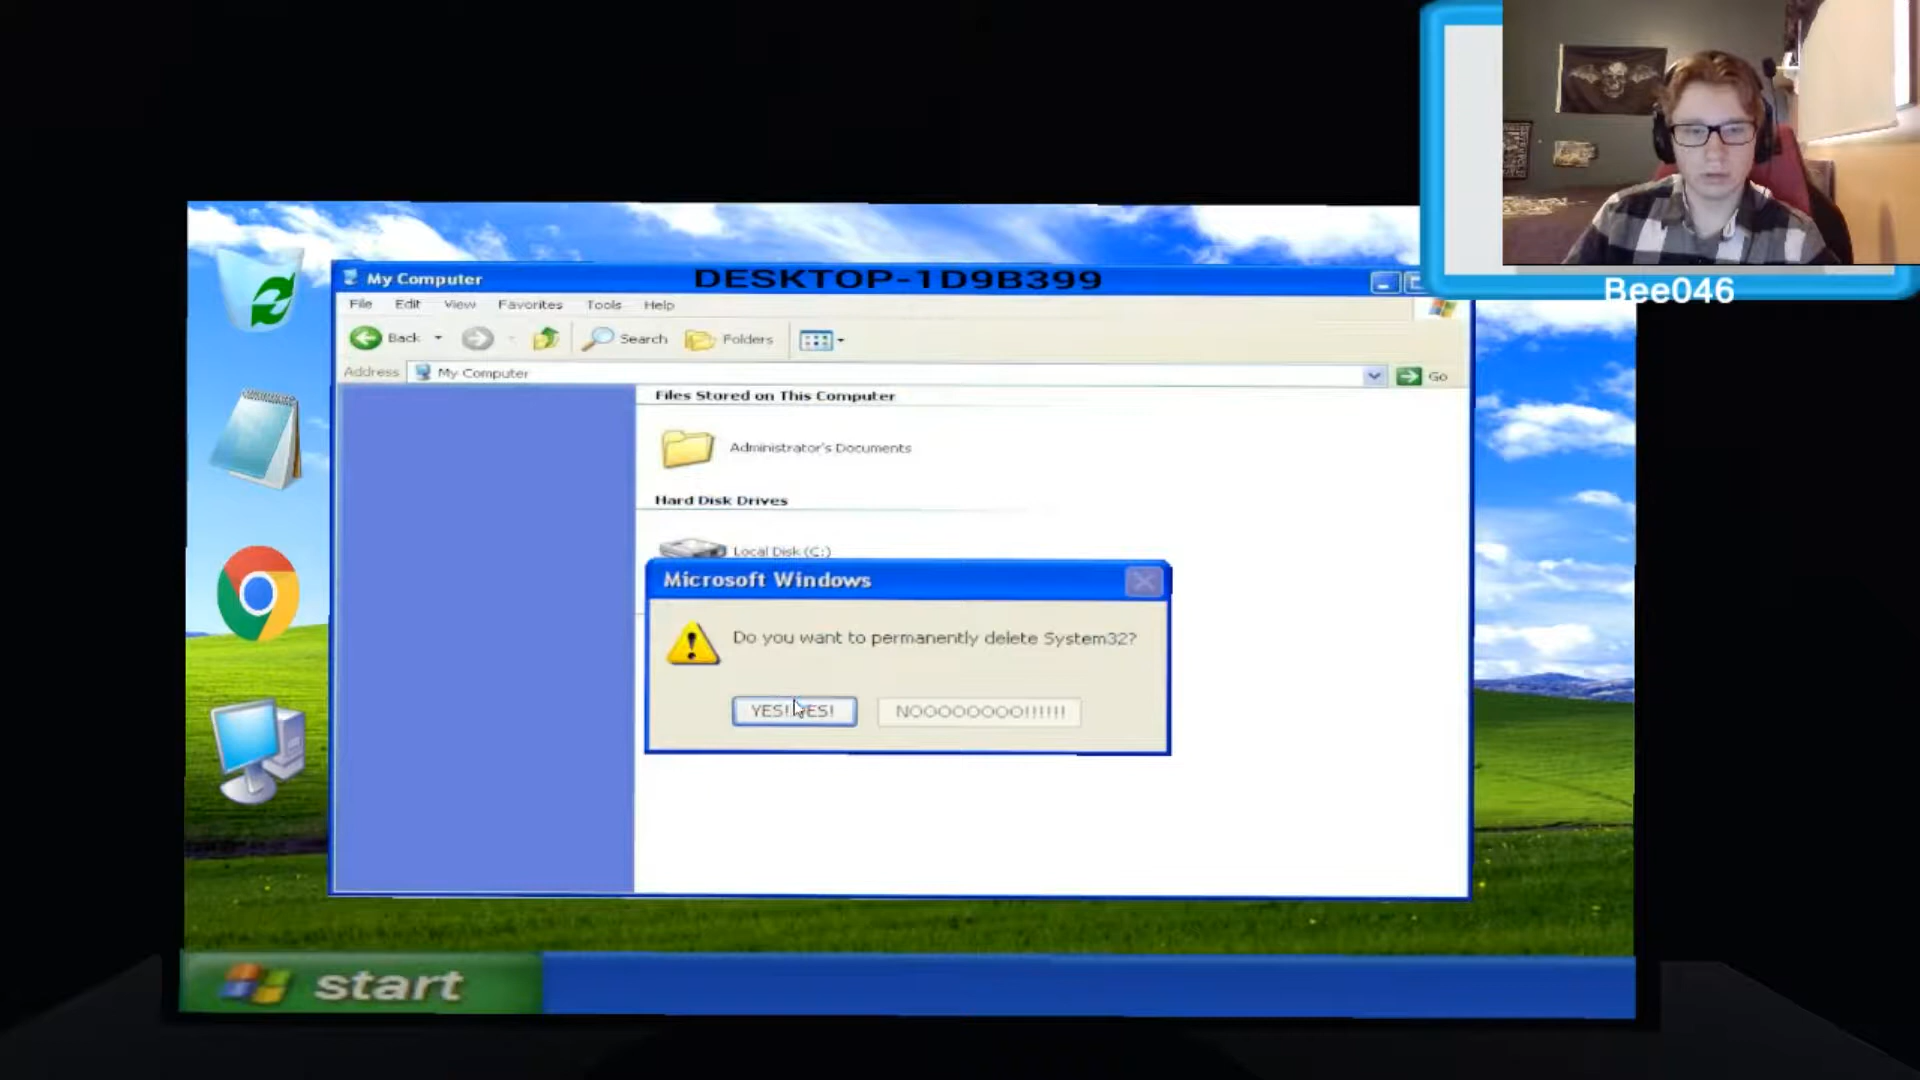 My Computer
DESKTOP-1D9B399
File Edit View Favorites Tools Help
Back
Search
Folders
Address
My Computer
Go
Files Stored on This Computer
Administrator's Documents
Hard Disk Drives
Local Disk (C:)
Microsoft Windows
Do you want to permanently delete System32?
YES! YES!
NOOOOOOOO!!!!!!
start
Bee046